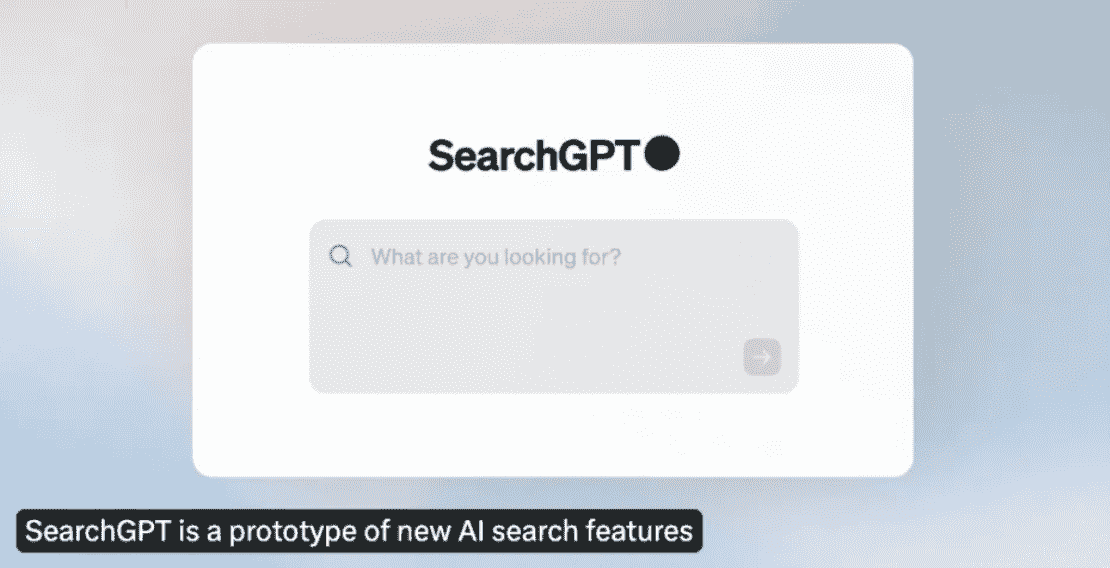 SearchGPT
What are you looking for?
SearchGPT is a prototype of new AI search features